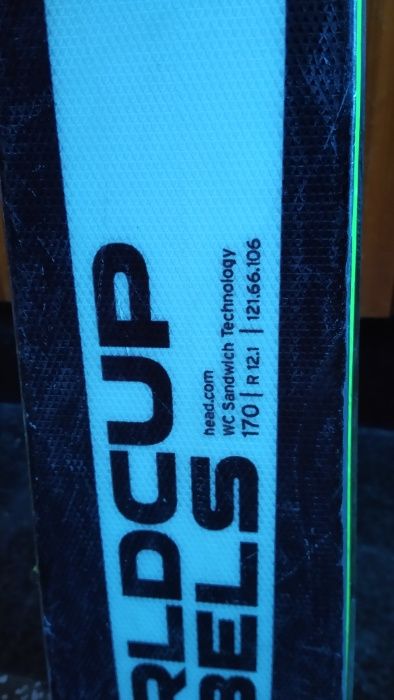 RLDCUP
BELS
head.com
WC Sandwich Technology
170 | R 12.1 | 121.66.106